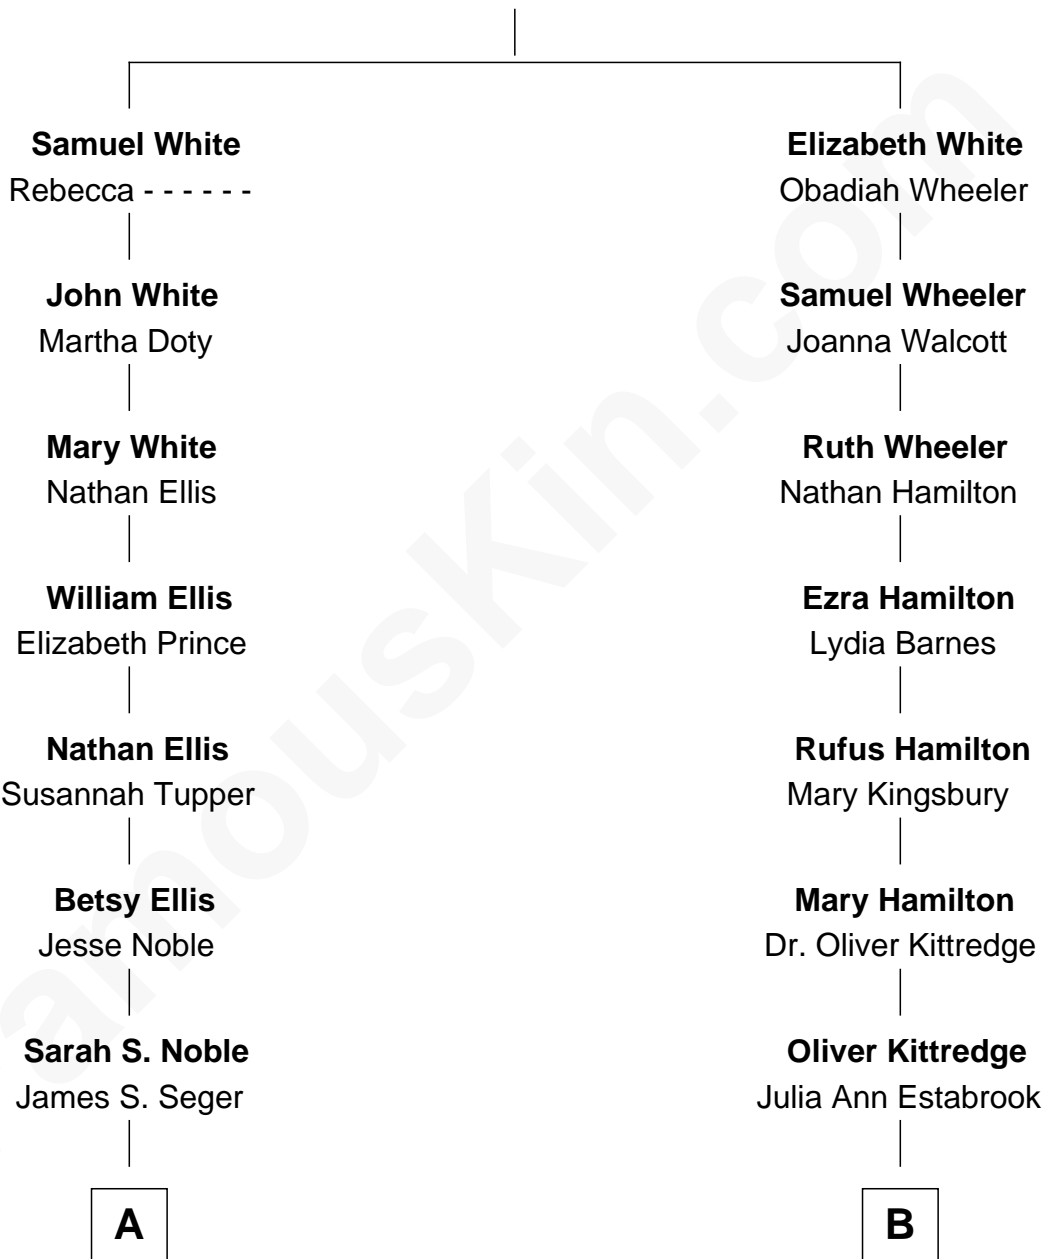 Samuel White
Rebecca - - - - - -
John White
Martha Doty
Mary White
Nathan Ellis
William Ellis
Elizabeth Prince
Nathan Ellis
Susannah Tupper
Betsy Ellis
Jesse Noble
Sarah S. Noble
James S. Seger
A
Elizabeth White
Obadiah Wheeler
Samuel Wheeler
Joanna Walcott
Ruth Wheeler
Nathan Hamilton
Ezra Hamilton
Lydia Barnes
Rufus Hamilton
Mary Kingsbury
Mary Hamilton
Dr. Oliver Kittredge
Oliver Kittredge
Julia Ann Estabrook
B
amouskin.com